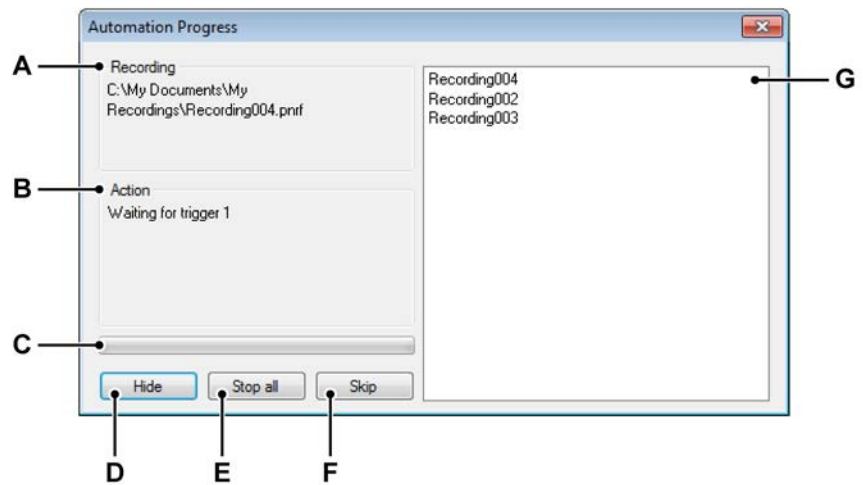 Automation Progress
A
Recording
C:\My Documents\My
Recordings\Recording004.pnrf
Recording004
Recording002
Recording003
G
B
Action
Waiting for trigger 1
C
Hide
Stop all
Skip
D
E
F